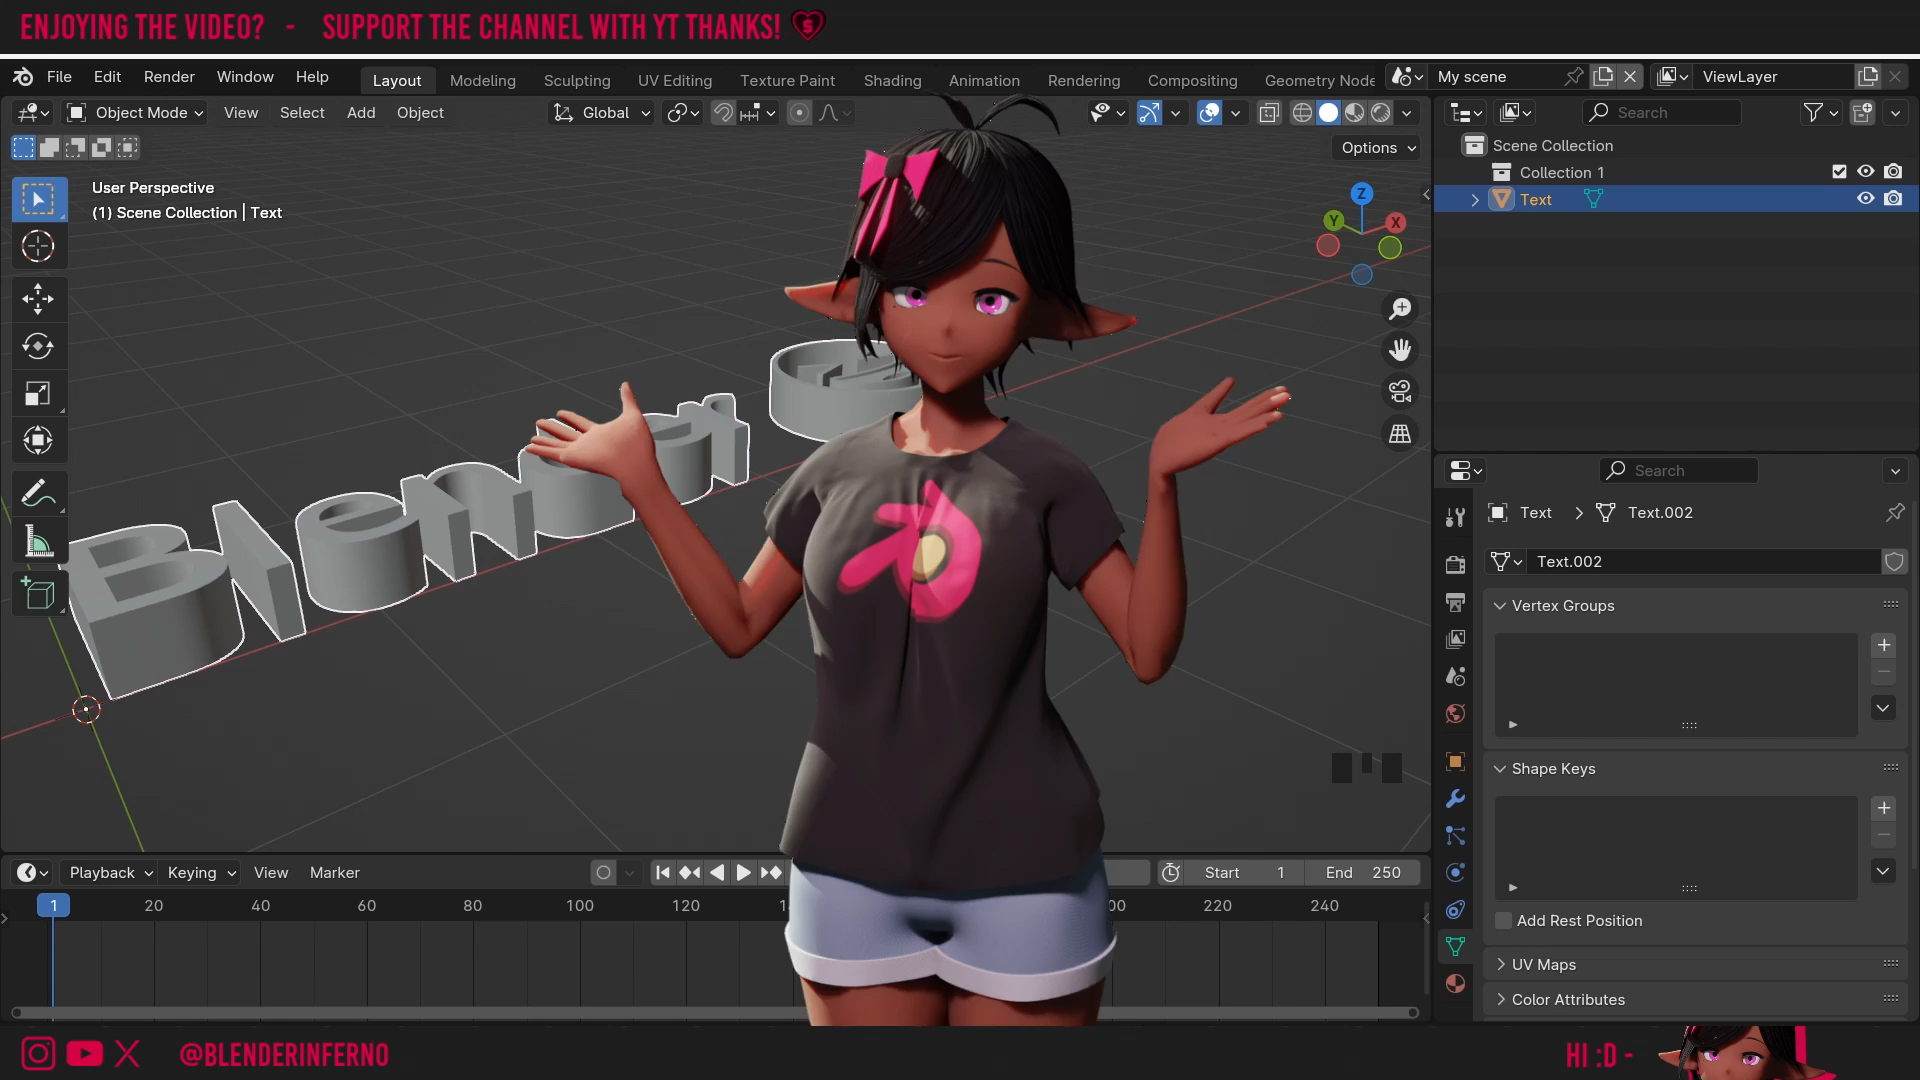 ENJOYING THE VIDEO? - SUPPORT THE CHANNEL WITH YT THANKS!
File Edit Render Window Help Layout Modeling Sculpting UV Editing Texture Paint Shading Animation Rendering Compositing Geometry Node My scene ViewLayer
Object Mode View Select Add Object Global Search
Options
User Perspective
(1) Scene Collection | Text
Scene Collection
Collection 1
Text
Z
Y
X
Search
Text > Text.002
Text.002
Vertex Groups
Shape Keys
Add Rest Position
UV Maps
Color Attributes
Playback Keying View Marker Start 1 End 250
1 20 40 60 80 100 120 220 240
@BLENDERINFERNO
HI :D -